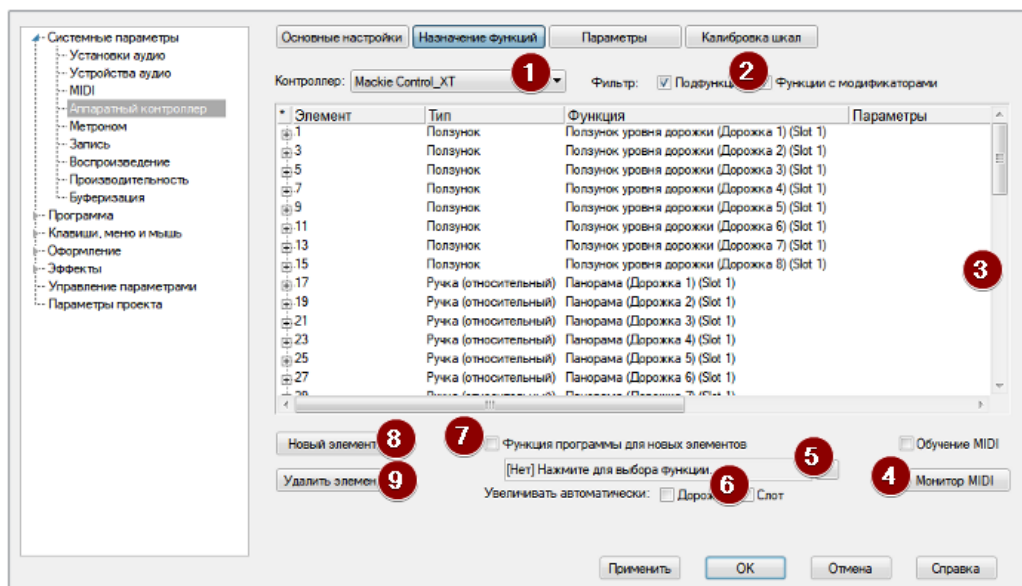 Системные параметры
Установки аудио
Устройства аудио
MIDI
Аппаратный контроллер
Метроном
Запись
Воспроизведение
Производительность
Буферизация
Программа
Клавиши, меню и мышь
Оформление
Эффекты
Управление параметрами
Параметры проекта
Основные настройки Назначение функций Параметры Калибровка шкал
Контроллер: Mackie Control_XT 1 Фильтр: 2 Функции с модификаторами
* Элемент Тип Функция Параметры
1 Ползунок Ползунок уровня дорожки (Дорожка 1) (Slot 1)
3 Ползунок Ползунок уровня дорожки (Дорожка 2) (Slot 1)
5 Ползунок Ползунок уровня дорожки (Дорожка 3) (Slot 1)
7 Ползунок Ползунок уровня дорожки (Дорожка 4) (Slot 1)
9 Ползунок Ползунок уровня дорожки (Дорожка 5) (Slot 1)
11 Ползунок Ползунок уровня дорожки (Дорожка 6) (Slot 1)
13 Ползунок Ползунок уровня дорожки (Дорожка 7) (Slot 1)
15 Ползунок Ползунок уровня дорожки (Дорожка 8) (Slot 1)
3
17 Ручка (относительный) Панорама (Дорожка 1) (Slot 1)
19 Ручка (относительный) Панорама (Дорожка 2) (Slot 1)
21 Ручка (относительный) Панорама (Дорожка 3) (Slot 1)
23 Ручка (относительный) Панорама (Дорожка 4) (Slot 1)
25 Ручка (относительный) Панорама (Дорожка 5) (Slot 1)
27 Ручка (относительный) Панорама (Дорожка 6) (Slot 1)
Новый элемент 8 7 Функция программы для новых элементов Обучение MIDI
[Нет] Нажмите для выбора функции. 5
Удалить 9 4 Монитор MIDI
Увеличивать автоматически: 6 Слот
Применить OK Отмена Справка